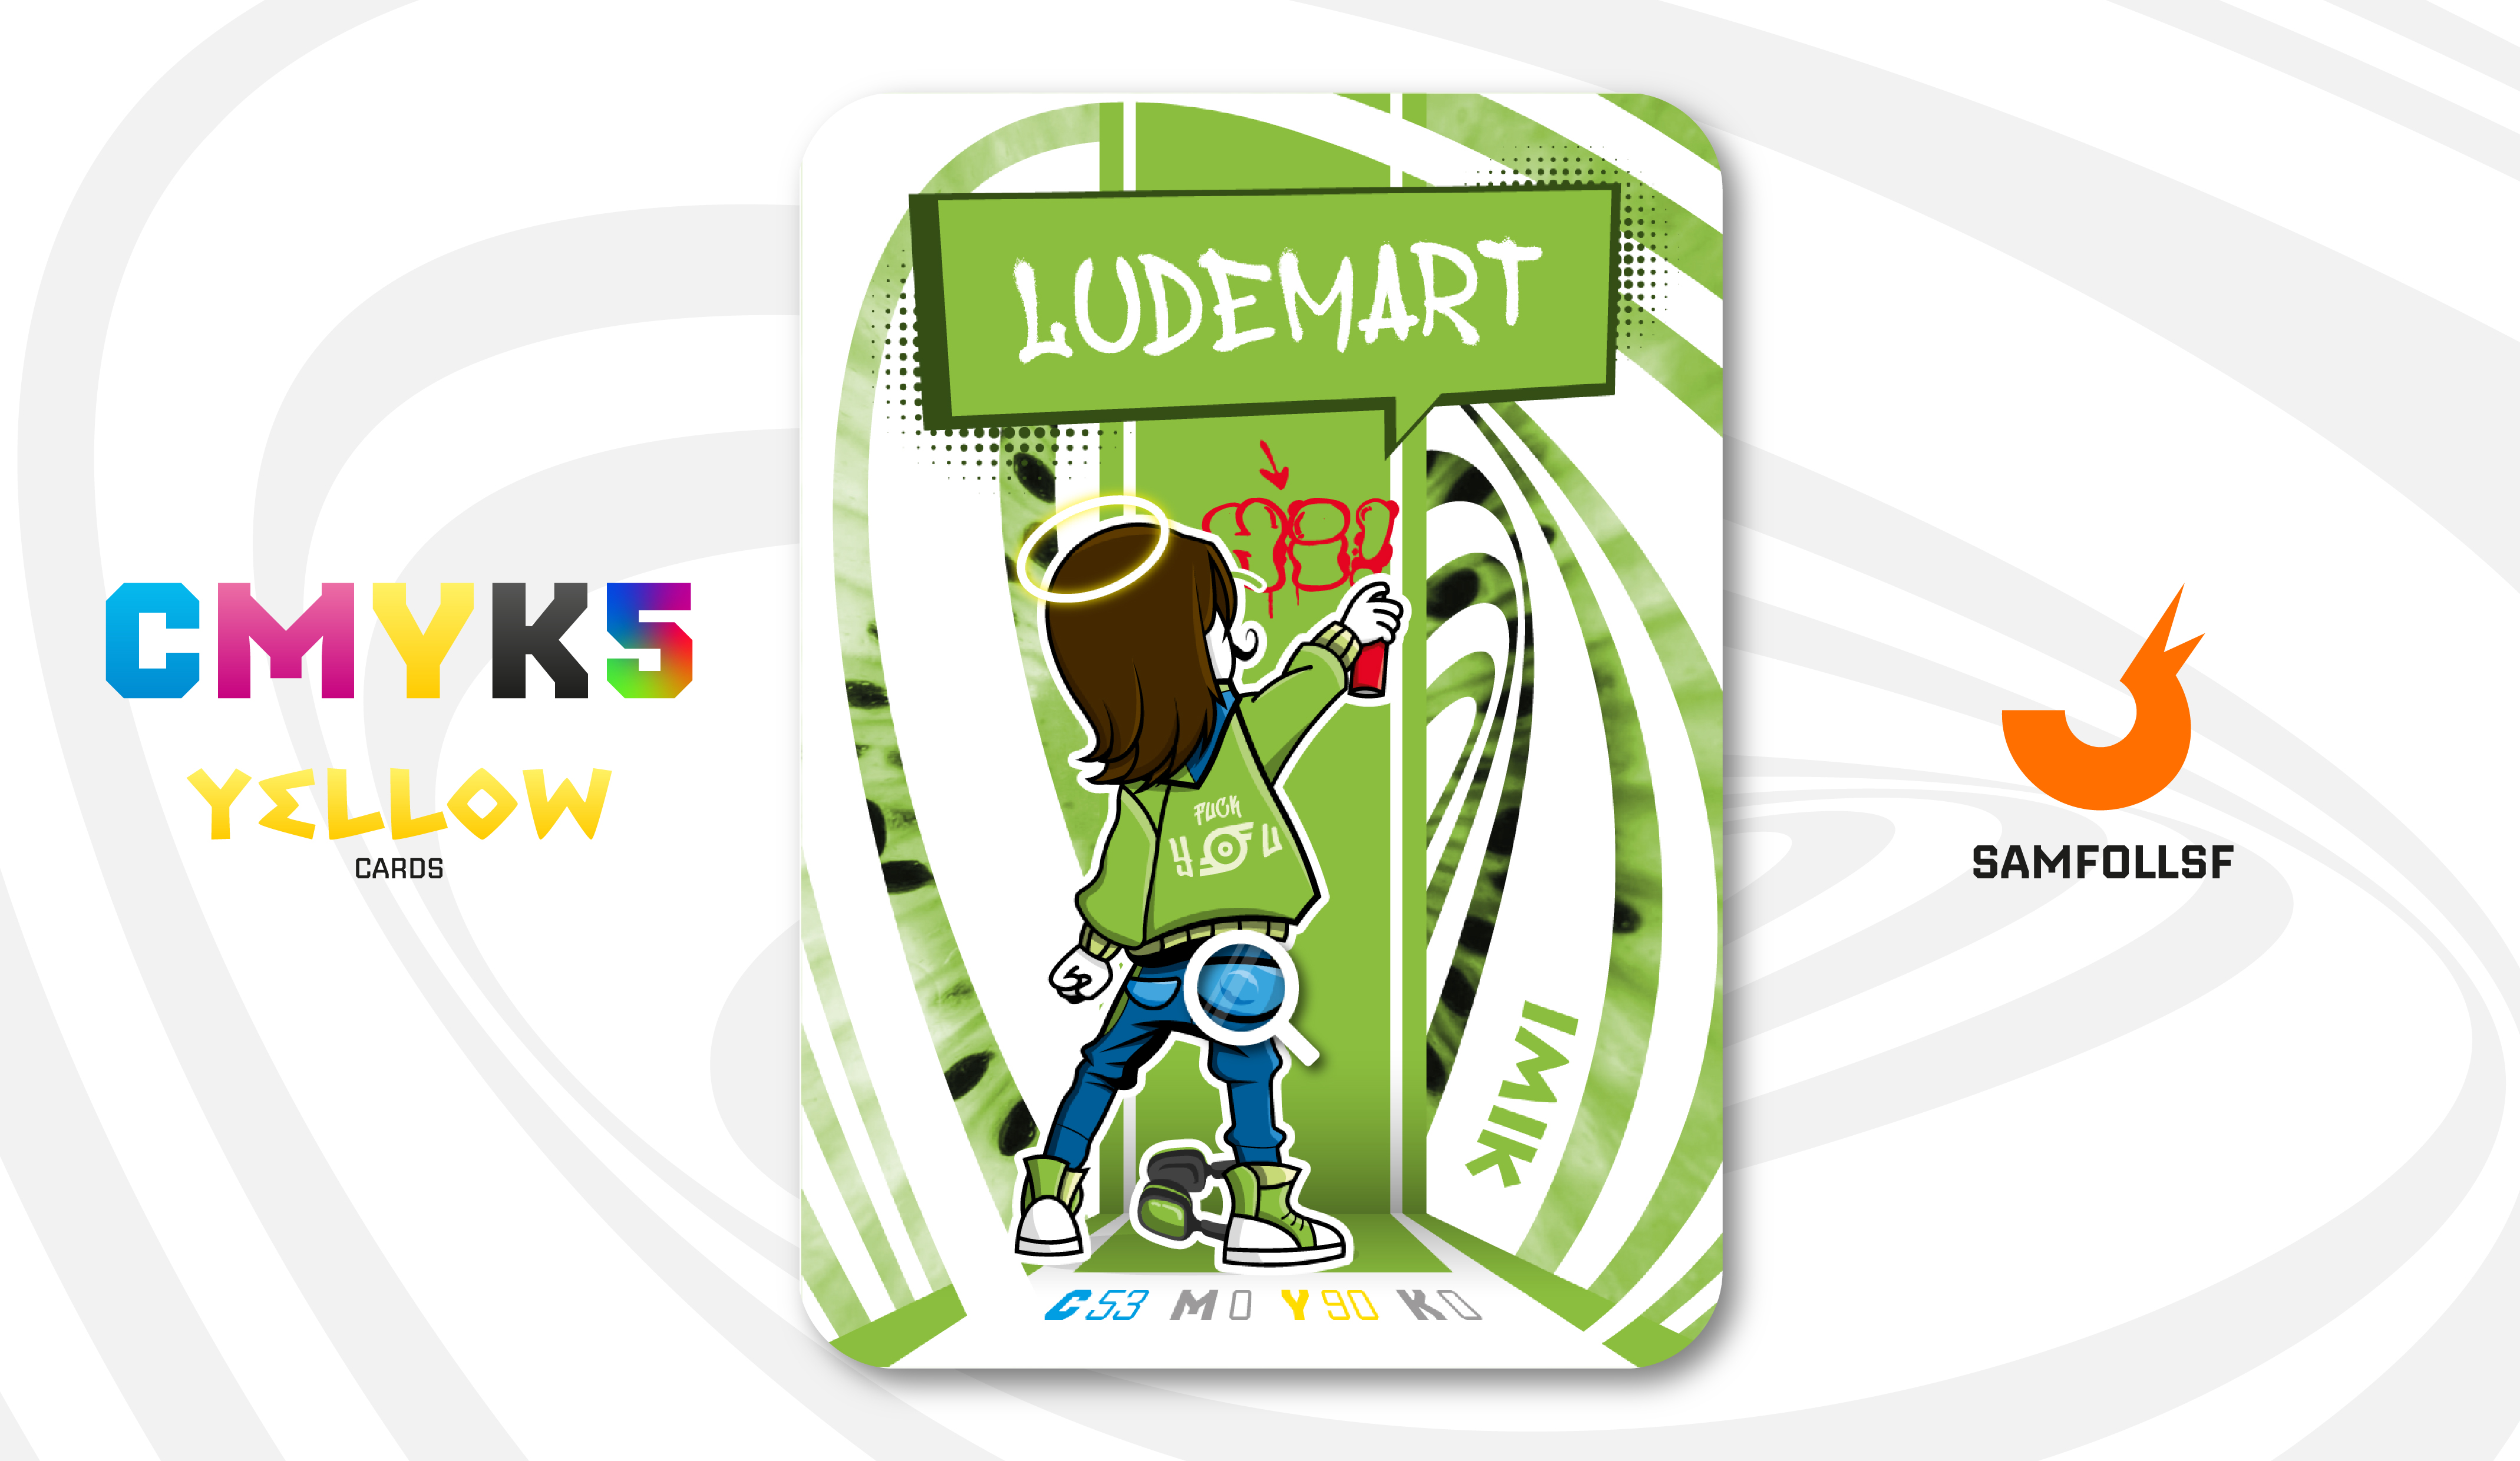 CMYK5
YELLOW
CARDS
LUDEMART
FUCK
YOU
IMIK
C53 M0 Y90 K0
SAMFOLLSF